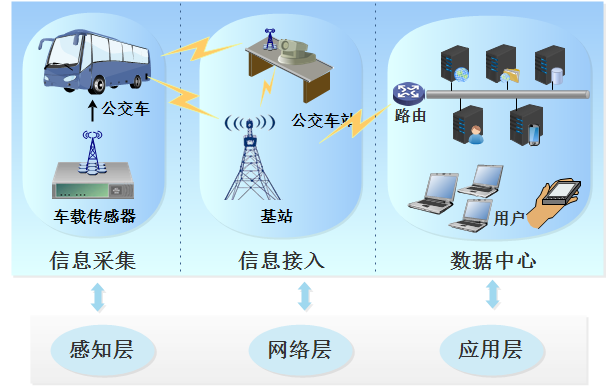 公交车
车载传感器
信息采集
公交车站
基站
信息接入
路由
用户
数据中心
感知层
网络层
应用层